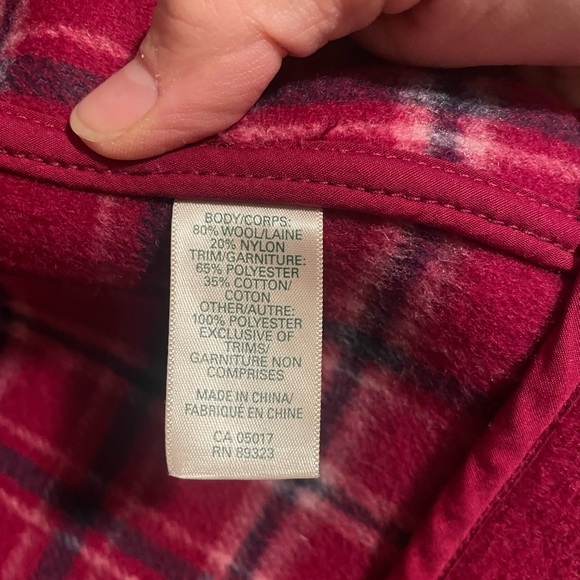 BODY/CORPS:
80% WOOL/LAINE
20% NYLON
TRIM/GARNITURE:
65% POLYESTER
35% COTTON/
COTON
OTHER/AUTRE:
100% POLYESTER
EXCLUSIVE OF
TRIMS/
GARNITURE NON
COMPRISES
MADE IN CHINA/
FABRIQUÉ EN CHINE
CA 05017
RN 89323